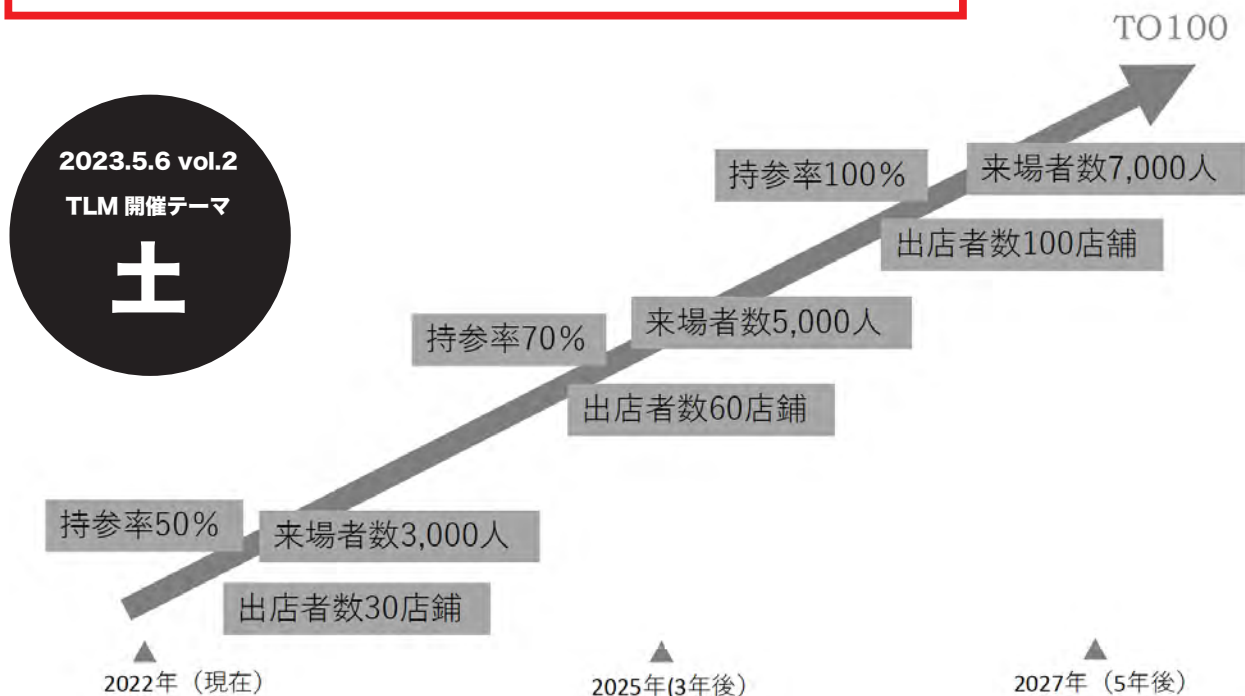 TO100
2023.5.6 vol.2
TLM 開催テーマ
土
持参率100%
来場者数7,000人
出店者数100店舗
持参率70%
来場者数5,000人
出店者数60店舗
持参率50%
来場者数3,000人
出店者数30店舗
2022年（現在）
2025年(3年後)
2027年（5年後）